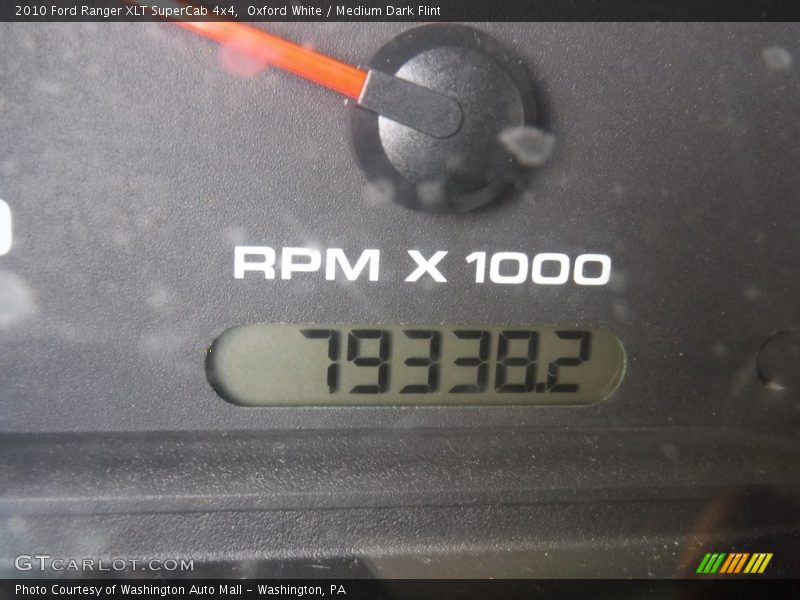 2010 Ford Ranger XLT SuperCab 4x4, Oxford White / Medium Dark Flint
RPM X 1000
79338.2
GTCARLOT.COM
Photo Courtesy of Washington Auto Mall - Washington, PA